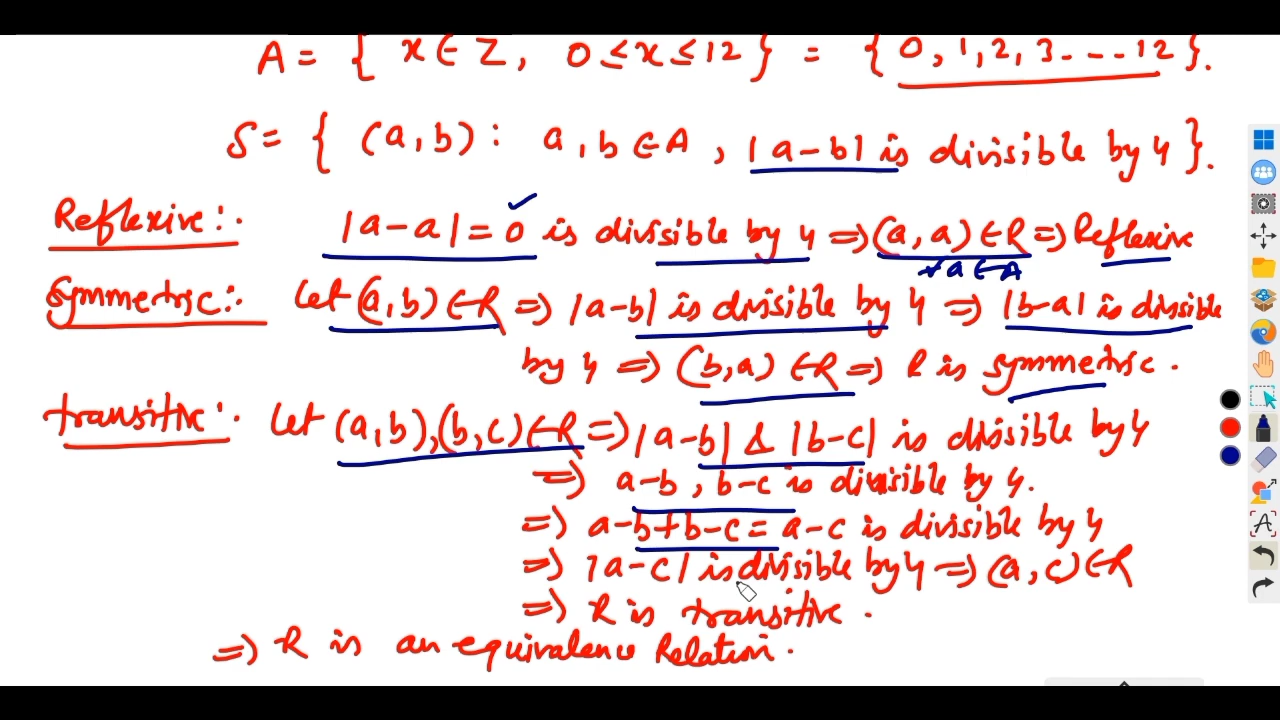 A = { x ∈ Z, 0 ≤ x ≤ 12 } = { 0, 1, 2, 3 - - - 12 }.
S = { (a, b) : a, b ∈ A, |a - b| is divisible by 4 }.
Reflexive :. |a - a| = 0 is divisible by 4 => (a, a) ∈ R => Reflexive
∀ a ∈ A
Symmetric :. Let (a, b) ∈ R => |a - b| is divisible by 4 => |b - a| is divisible
by 4 => (b, a) ∈ R => R is symmetric.
transitive :. Let (a, b), (b, c) ∈ R => |a - b| & |b - c| is divisible by 4
=> a - b, b - c is divisible by 4.
=> a - b + b - c = a - c is divisible by 4
=> |a - c| is divisible by 4 => (a, c) ∈ R
=> R is transitive.
=> R is an equivalence Relation.
A